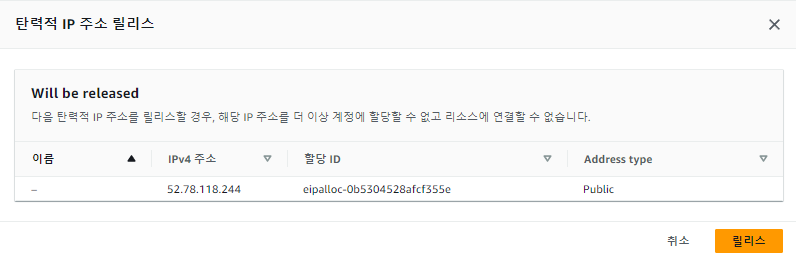 탄력적 IP 주소 릴리스
Will be released
다음 탄력적 IP 주소를 릴리스할 경우, 해당 IP 주소를 더 이상 계정에 할당할 수 없고 리소스에 연결할 수 없습니다.
이름 IPv4 주소 할당 ID Address type
– 52.78.118.244 eipalloc-0b5304528afcf355e Public
취소 릴리스